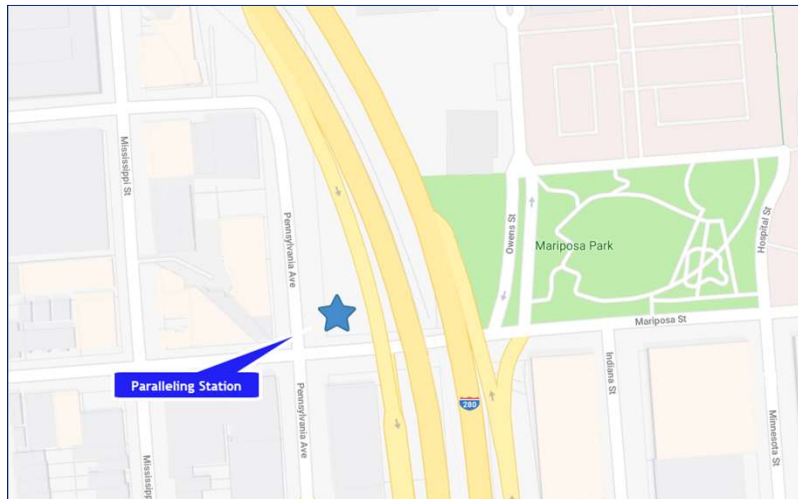 Mississippi St
Pennsylvania Ave
Owens St
Mariposa Park
Hospital St
Mariposa St
Paralleling Station
Pennsylvania Ave
280
Indiana St
Minnesota St
Mississipp